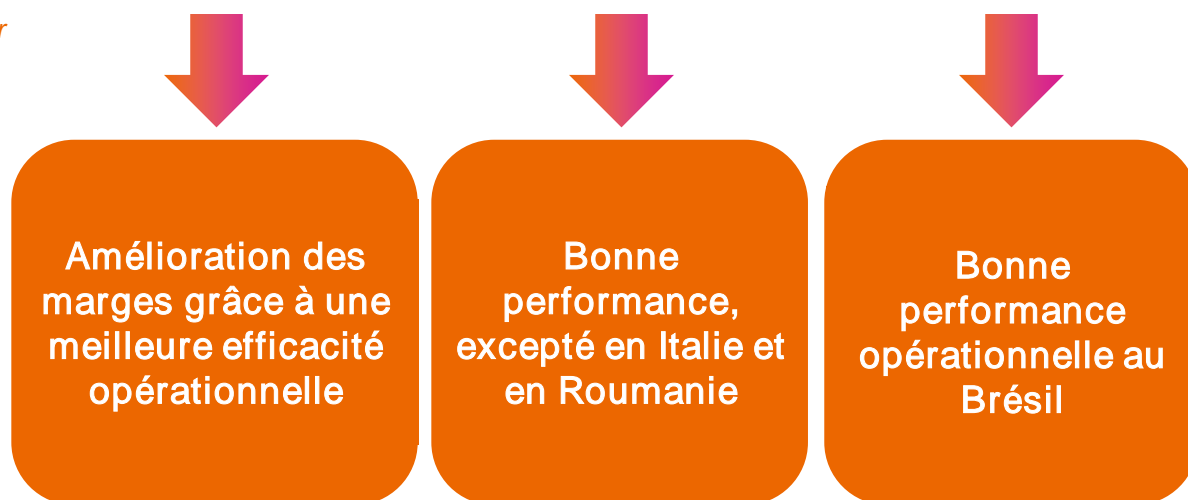 r
Amélioration des
marges grâce à une
meilleure efficacité
opérationnelle
Bonne
performance,
excepté en Italie et
en Roumanie
Bonne
performance
opérationnelle au
Brésil